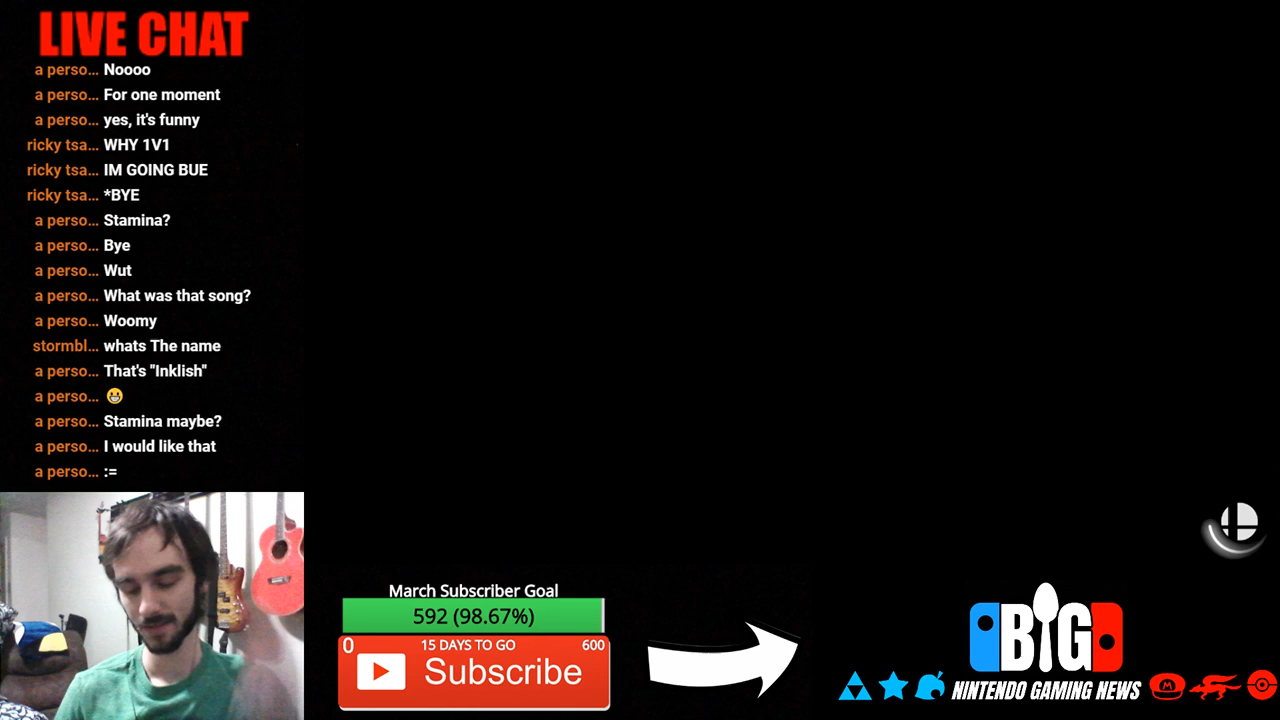 LIVE CHAT
a perso... Noooo
a perso... For one moment
a perso... yes, it's funny
ricky tsa... WHY 1V1
ricky tsa... IM GOING BUE
ricky tsa... *BYE
a perso... Stamina?
a perso... Bye
a perso... Wut
a perso... What was that song?
a perso... Woomy
stormbl... whats The name
a perso... That's "Inklish"
a perso... 😀
a perso... Stamina maybe?
a perso... I would like that
a perso... :=
March Subscriber Goal
592 (98.67%)
0 15 DAYS TO GO 600
Subscribe
BIG
NINTENDO GAMING NEWS
M